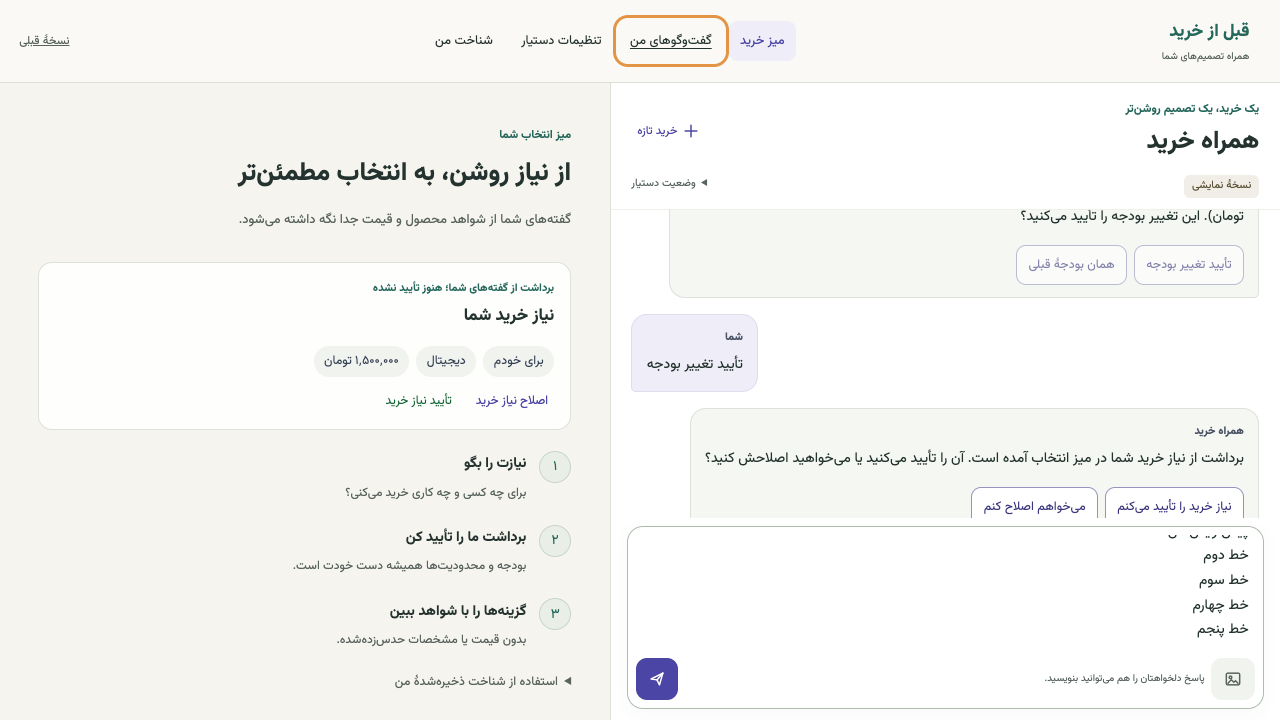 قبل از خرید
همراه تصمیم‌های شما
میز خرید
گفت‌وگوهای من
تنظیمات دستیار
شناخت من
نسخهٔ قبلی
یک خرید، یک تصمیم روشن‌تر
همراه خرید
خرید تازه
نسخهٔ نمایشی
وضعیت دستیار
تومان). این تغییر بودجه را تأیید می‌کنید؟
تأیید تغییر بودجه
همان بودجهٔ قبلی
شما
تأیید تغییر بودجه
همراه خرید
برداشت از نیاز خرید شما در میز انتخاب آمده است. آن را تأیید می‌کنید یا می‌خواهید اصلاحش کنید؟
نیاز خرید را تأیید می‌کنم
می‌خواهم اصلاح کنم
خط دوم
خط سوم
خط چهارم
خط پنجم
پاسخ دلخواهتان را هم می‌توانید بنویسید.
میز انتخاب شما
از نیاز روشن، به انتخاب مطمئن‌تر
گفته‌های شما از شواهد محصول و قیمت جدا نگه داشته می‌شود.
برداشت از گفته‌های شما؛ هنوز تأیید نشده
نیاز خرید شما
برای خودم
دیجیتال
۱٬۵۰۰٬۰۰۰ تومان
اصلاح نیاز خرید
تأیید نیاز خرید
۱
نیازت را بگو
برای چه کسی و چه کاری خرید می‌کنی؟
۲
برداشت ما را تأیید کن
بودجه و محدودیت‌ها همیشه دست خودت است.
۳
گزینه‌ها را با شواهد ببین
بدون قیمت یا مشخصات حدس‌زده‌شده.
استفاده از شناخت ذخیره‌شدهٔ من